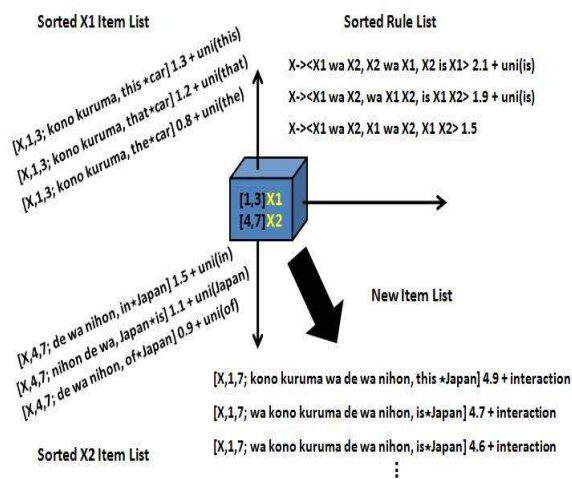 Sorted X1 Item List
[X,1,3; kono kuruma, this *car] 1.3 + uni(this)
[X,1,3; kono kuruma, that*car] 1.2 + uni(that)
[X,1,3; kono kuruma, the*car] 0.8 + uni(the)
Sorted Rule List
X-><X1 wa X2, X2 wa X1, X2 is X1> 2.1 + uni(is)
X-><X1 wa X2, wa X1 X2, is X1 X2> 1.9 + uni(is)
X-><X1 wa X2, X1 wa X2, X1 X2> 1.5
[1,3]X1
[4,7]X2
[X,4,7; de wa nihon, in*Japan] 1.5 + uni(in)
[X,4,7; nihon de wa, Japan*is] 1.1 + uni(Japan)
[X,4,7; de wa nihon, of*Japan] 0.9 + uni(of)
Sorted X2 Item List
New Item List
[X,1,7; kono kuruma wa de wa nihon, this *Japan] 4.9 + interaction
[X,1,7; wa kono kuruma de wa nihon, is*Japan] 4.7 + interaction
[X,1,7; wa kono kuruma de wa nihon, is*Japan] 4.6 + interaction
⋮